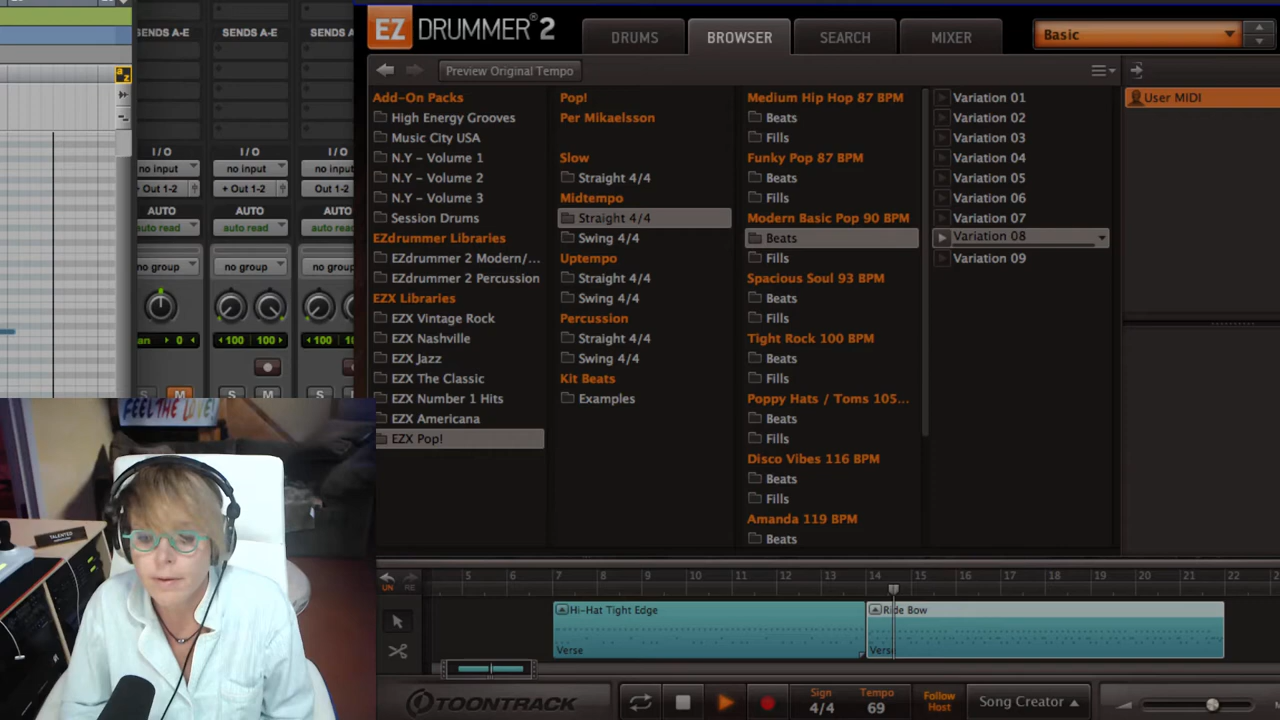 SENDS A-E
SENDS A-E
SENDS A-E
I/O
no input
+ Out 1-2
AUTO
auto read
no group
0
S
M
I/O
no input
+ Out 1-2
AUTO
auto read
no group
100
100
S
M
I/O
no input
Out 1-2
AUTO
auto read
no group
100
S
EZ DRUMMER® 2
DRUMS
BROWSER
SEARCH
MIXER
Basic
Preview Original Tempo
Add-On Packs
High Energy Grooves
Music City USA
N.Y – Volume 1
N.Y – Volume 2
N.Y – Volume 3
Session Drums
EZdrummer Libraries
EZdrummer 2 Modern/...
EZdrummer 2 Percussion
EZX Libraries
EZX Vintage Rock
EZX Nashville
EZX Jazz
EZX The Classic
EZX Number 1 Hits
EZX Americana
EZX Pop!
Pop!
Per Mikaelsson
Slow
Straight 4/4
Midtempo
Straight 4/4
Swing 4/4
Uptempo
Straight 4/4
Swing 4/4
Percussion
Straight 4/4
Swing 4/4
Kit Beats
Examples
Medium Hip Hop 87 BPM
Beats
Fills
Funky Pop 87 BPM
Beats
Fills
Modern Basic Pop 90 BPM
Beats
Fills
Spacious Soul 93 BPM
Beats
Fills
Tight Rock 100 BPM
Beats
Fills
Poppy Hats / Toms 105...
Beats
Fills
Disco Vibes 116 BPM
Beats
Fills
Amanda 119 BPM
Beats
Variation 01
Variation 02
Variation 03
Variation 04
Variation 05
Variation 06
Variation 07
Variation 08
Variation 09
User MIDI
FEEL THE LOVE!
TALENTED
UN
RE
5 6 7 8 9 10 11 12 13 14 15 16 17 18 19 20 21 22
Hi-Hat Tight Edge
Verse
Ride Bow
Verse
TOONTRACK
Sign
4/4
Tempo
69
Follow
Host
Song Creator